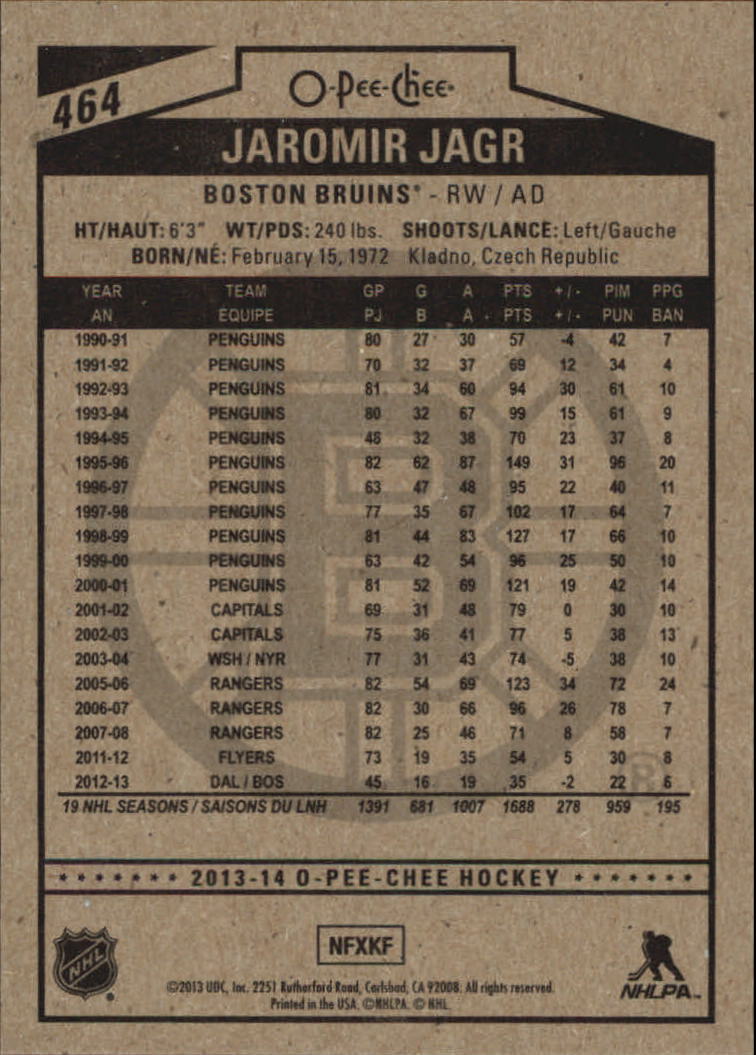 464
O-Pee-Chee
JAROMIR JAGR
BOSTON BRUINS® - RW / AD
HT/HAUT: 6'3" WT/PDS: 240 lbs. SHOOTS/LANCE: Left/Gauche
BORN/NÉ: February 15, 1972 Kladno, Czech Republic
YEAR TEAM GP G A PTS +/- PIM PPG
AN ÉQUIPE PJ B A PTS +/- PUN BAN
1990-91 PENGUINS 80 27 30 57 -4 42 7
1991-92 PENGUINS 70 32 37 69 12 34 4
1992-93 PENGUINS 81 34 60 94 30 61 10
1993-94 PENGUINS 80 32 67 99 15 61 9
1994-95 PENGUINS 48 32 38 70 23 37 8
1995-96 PENGUINS 82 62 87 149 31 96 20
1996-97 PENGUINS 63 47 48 95 22 40 11
1997-98 PENGUINS 77 35 67 102 17 64 7
1998-99 PENGUINS 81 44 83 127 17 66 10
1999-00 PENGUINS 63 42 54 96 25 50 10
2000-01 PENGUINS 81 52 69 121 19 42 14
2001-02 CAPITALS 69 31 48 79 0 30 10
2002-03 CAPITALS 75 36 41 77 5 38 13
2003-04 WSH / NYR 77 31 43 74 -5 38 10
2005-06 RANGERS 82 54 69 123 34 72 24
2006-07 RANGERS 82 30 66 96 26 78 7
2007-08 RANGERS 82 25 46 71 8 58 7
2011-12 FLYERS 73 19 35 54 5 30 8
2012-13 DAL / BOS 45 16 19 35 -2 22 6
19 NHL SEASONS / SAISONS DU LNH 1391 681 1007 1688 278 959 195
2013-14 O-PEE-CHEE HOCKEY
NHL
NFXKF
NHLPA
©2013 UDC, Inc. 2251 Rutherford Road, Carlsbad, CA 92008. All rights reserved.
Printed in the USA. ©NHLPA. © NHL.